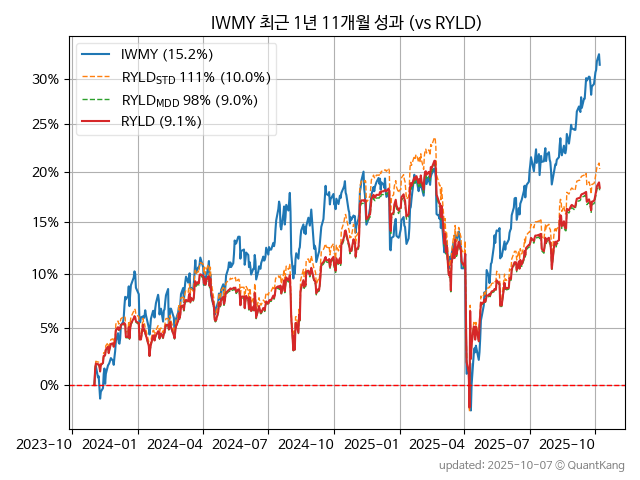 IWMY 최근 1년 11개월 성과 (vs RYLD)
IWMY (15.2%)
RYLD_STD 111% (10.0%)
RYLD_MDD 98% (9.0%)
RYLD (9.1%)
30%
25%
20%
15%
10%
5%
0%
2023-10 2024-01 2024-04 2024-07 2024-10 2025-01 2025-04 2025-07 2025-10
updated: 2025-10-07 © QuantKang